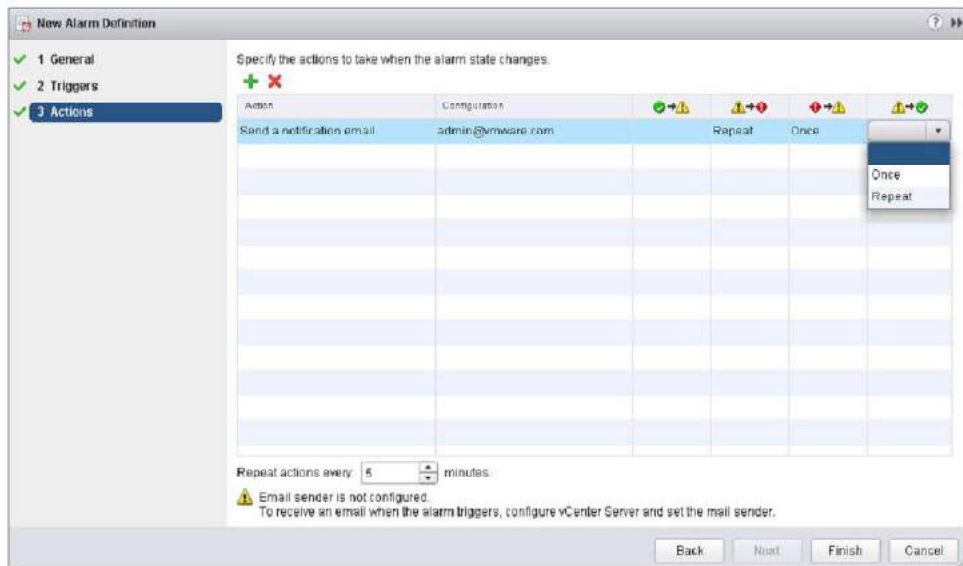 New Alarm Definition
1 General
2 Triggers
3 Actions
Specify the actions to take when the alarm state changes.
Action Configuration
Send a notification email admin@vmware.com Repeat Once
Once
Repeat
Repeat actions every: 5 minutes.
Email sender is not configured.
To receive an email when the alarm triggers, configure vCenter Server and set the mail sender.
Back Next Finish Cancel